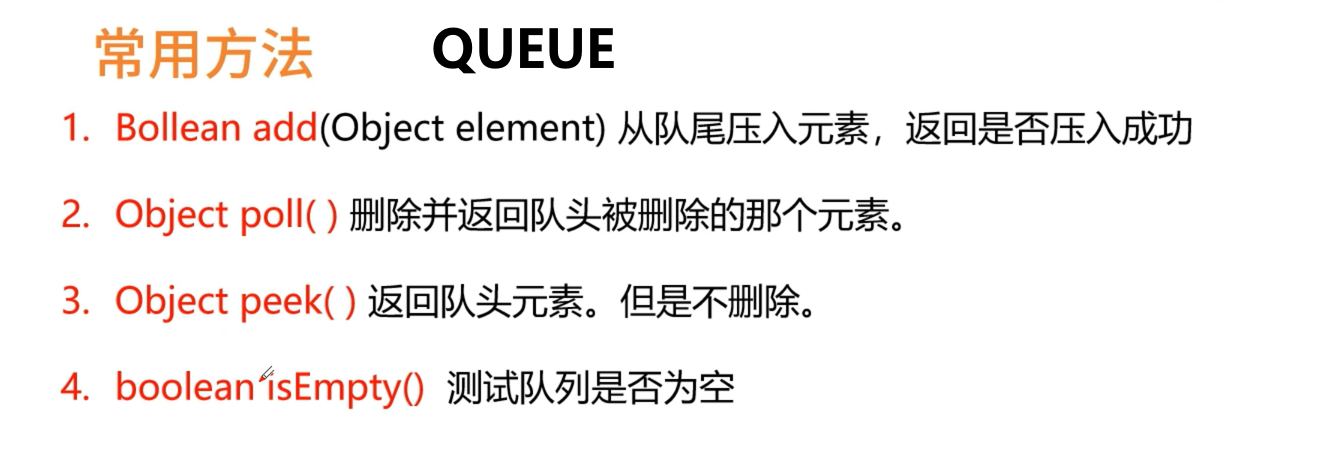 常用方法 QUEUE
1. Bollean add(Object element) 从队尾压入元素，返回是否压入成功
2. Object poll( ) 删除并返回队头被删除的那个元素。
3. Object peek( ) 返回队头元素。但是不删除。
4. boolean isEmpty() 测试队列是否为空